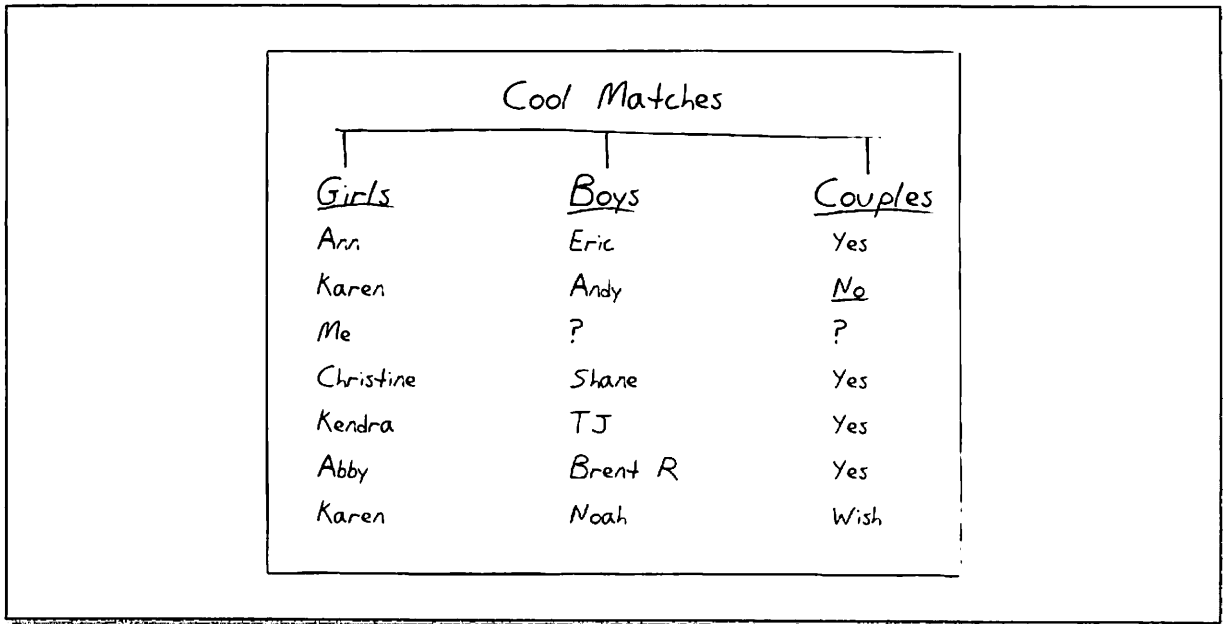 Cool Matches
Girls Boys Couples
Ann Eric Yes
Karen Andy No
Me ? ?
Christine Shane Yes
Kendra TJ Yes
Abby Brent R Yes
Karen Noah Wish